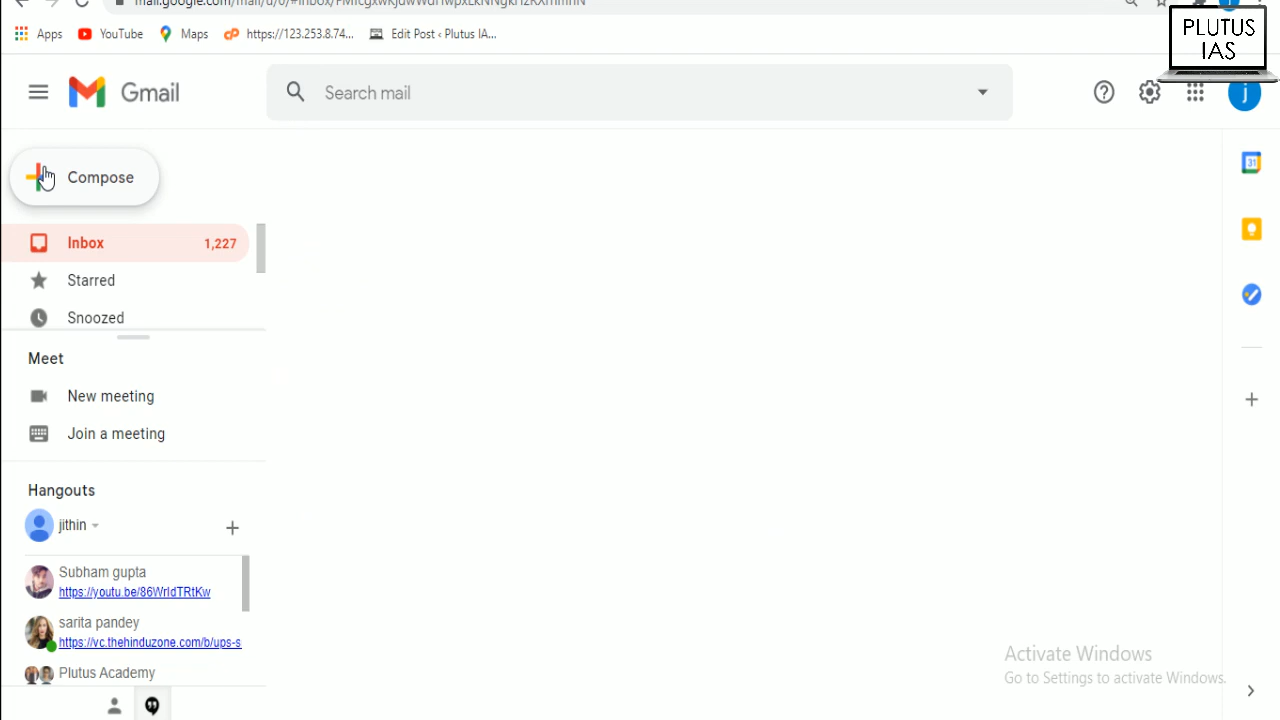 Apps YouTube Maps https://123.253.8.74... Edit Post ‹ Plutus IA...
PLUTUS
IAS
Gmail
Search mail
j
Compose
31
Inbox 1,227
Starred
Snoozed
Meet
New meeting
Join a meeting
Hangouts
jithin
Subham gupta
https://youtu.be/86WrIdTRtKw
sarita pandey
https://vc.thehinduzone.com/b/ups-s
Plutus Academy
Activate Windows
Go to Settings to activate Windows.